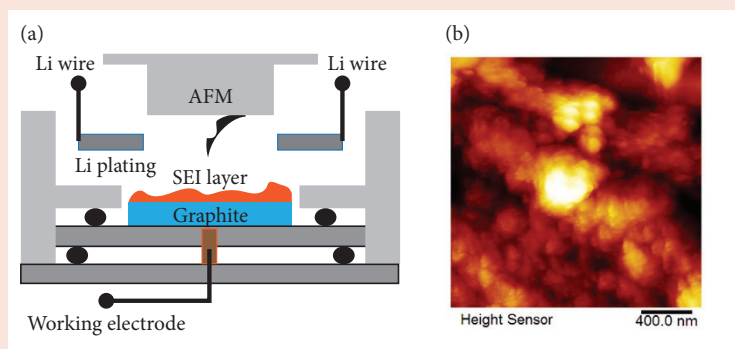 (a)
Li wire
Li wire
AFM
Li plating
SEI layer
Graphite
Working electrode
(b)
Height Sensor
400.0 nm